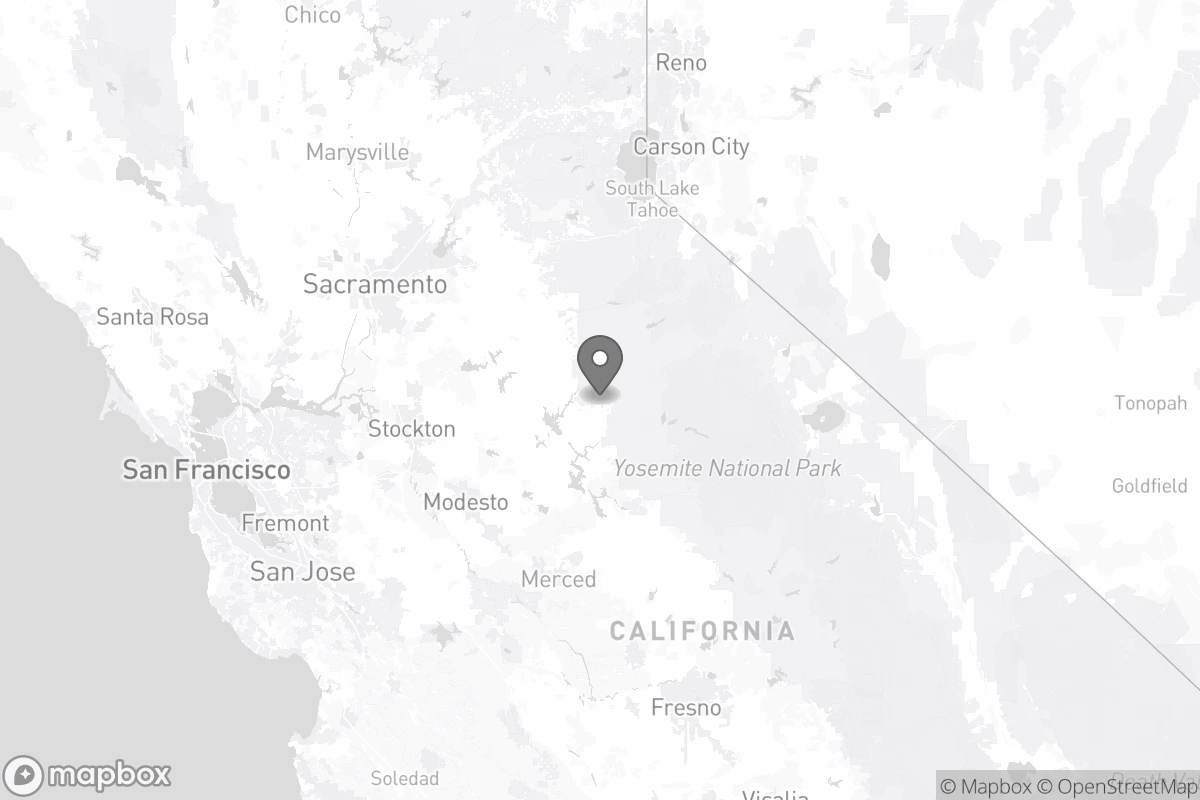 Chico
Reno
Carson City
Marysville
South Lake
Tahoe
Sacramento
Santa Rosa
Tonopah
Stockton
San Francisco
Yosemite National Park
Goldfield
Modesto
Fremont
San Jose
Merced
CALIFORNIA
Fresno
Soledad
mapbox
© Mapbox © OpenStreetMap
Visalia